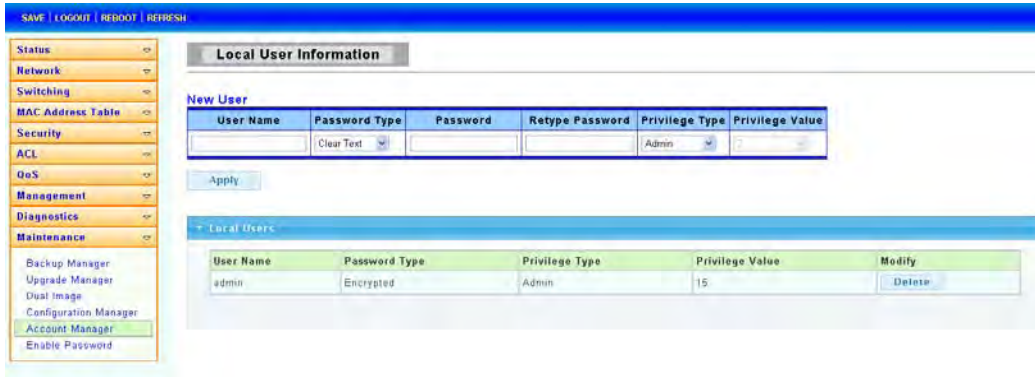 SAVE | LOGOUT | REBOOT | REFRESH
Status
Network
Switching
MAC Address Table
Security
ACL
QoS
Management
Diagnostics
Maintenance
Backup Manager
Upgrade Manager
Dual Image
Configuration Manager
Account Manager
Enable Password
Local User Information
New User
User Name Password Type Password Retype Password Privilege Type Privilege Value
Clear Text Admin
Apply
Local Users
User Name Password Type Privilege Type Privilege Value Modify
admin Encrypted Admin 15 Delete